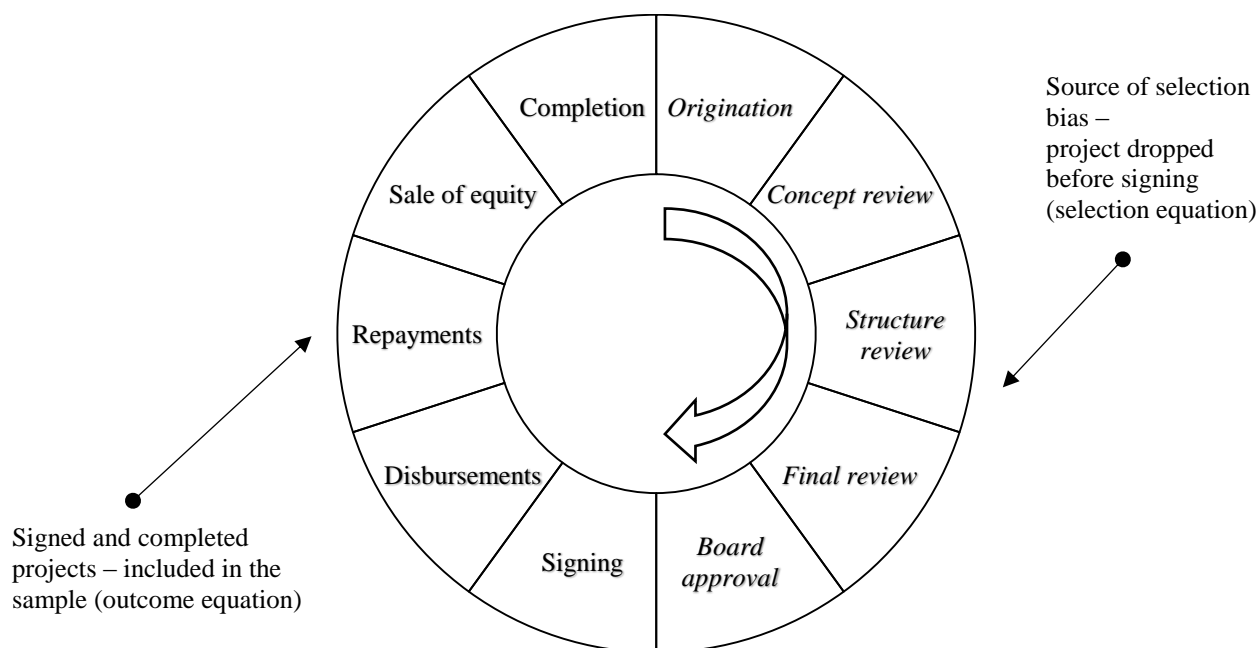 Completion
Origination
Concept review
Structure
review
Final review
Board
approval
Signing
Disbursements
Repayments
Sale of equity
Source of selection
bias –
project dropped
before signing
(selection equation)
Signed and completed
projects – included in the
sample (outcome equation)